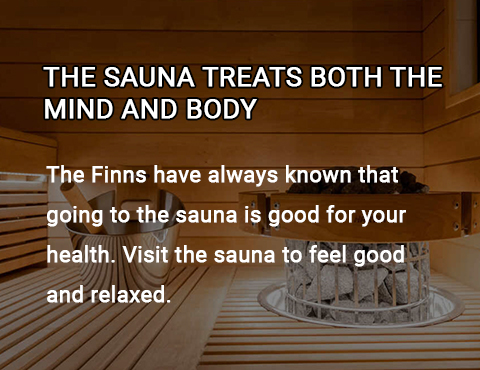 THE SAUNA TREATS BOTH THE
MIND AND BODY
The Finns have always known that
going to the sauna is good for your
health. Visit the sauna to feel good
and relaxed.